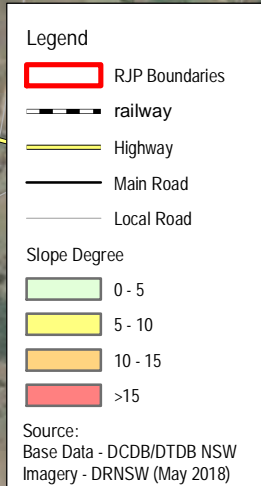 Legend
RJP Boundaries
railway
Highway
Main Road
Local Road
Slope Degree
0 - 5
5 - 10
10 - 15
>15
Source:
Base Data - DCDB/DTDB NSW
Imagery - DRNSW (May 2018)